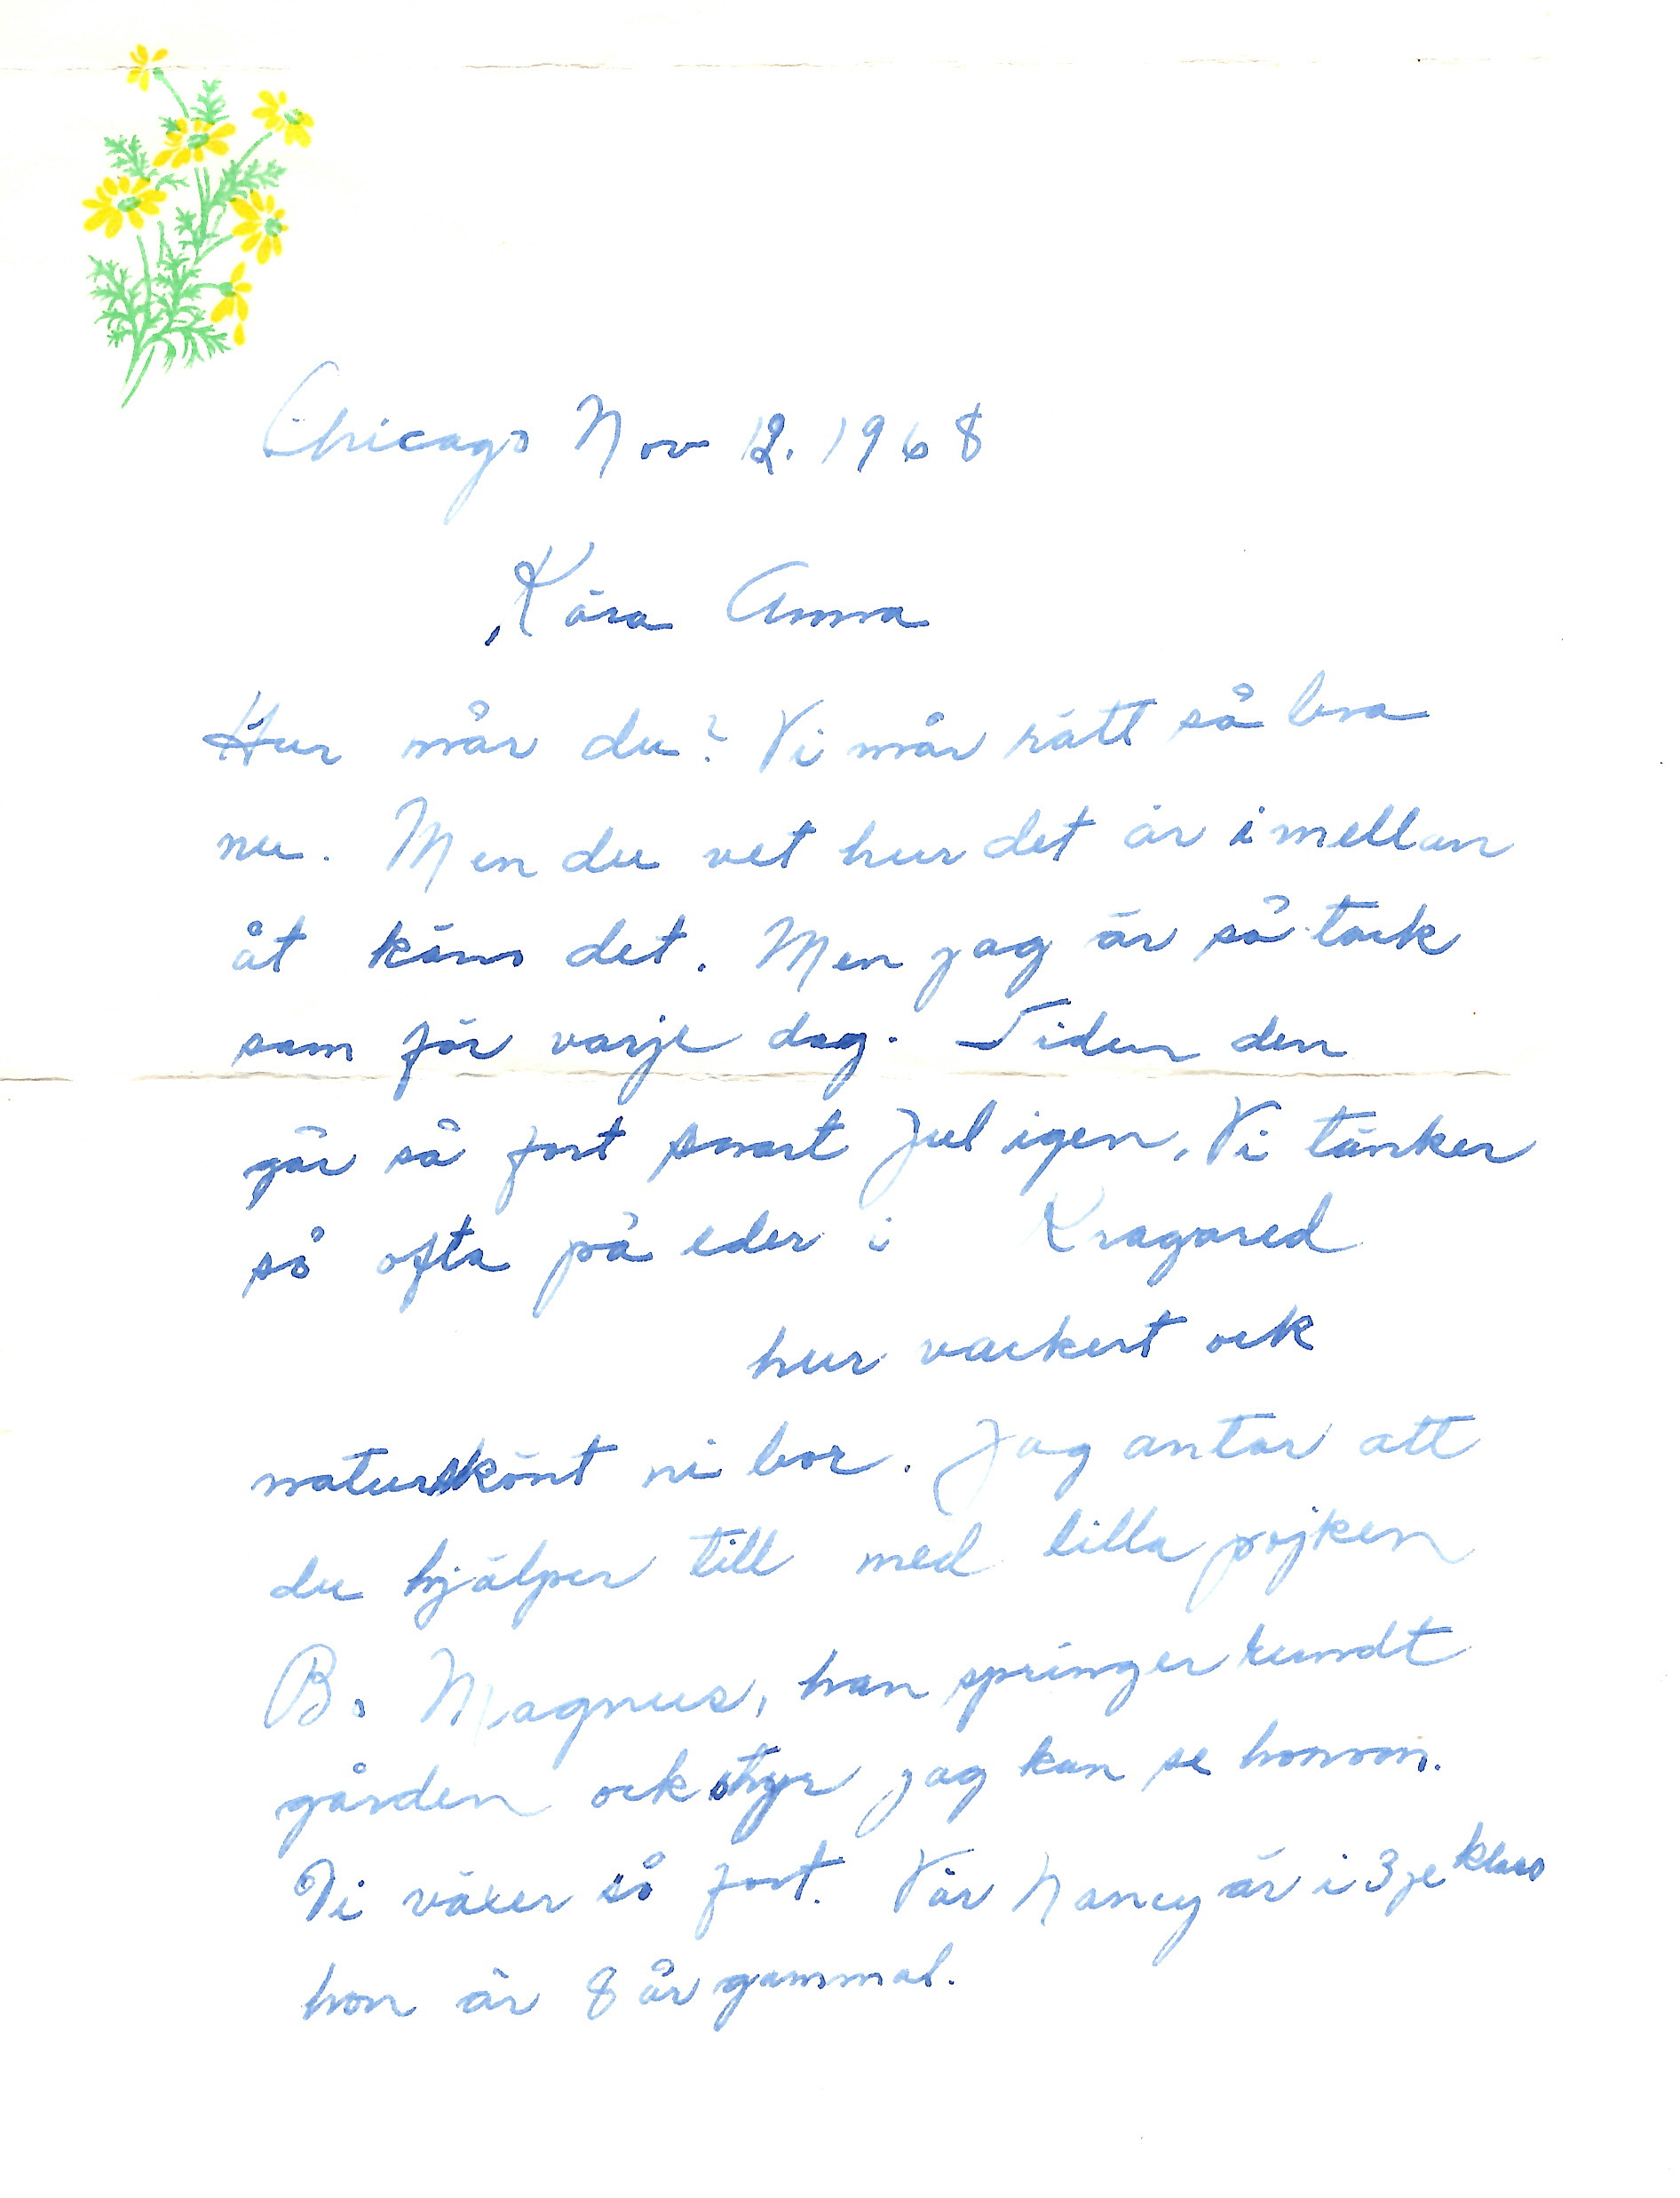 Chicago Nov 12. 1968
Kära Anna
Hur mår du? Vi mår rätt så bra
nu. Men du vet hur det är i mellan
åt käns det. Men jag är så tack
sam för varje dag. Tiden den
går så fort snart Jul igen. Vi tänker
så ofta på eder i Kragared
hur vackert ock
naturskönt ni bor. Jag antar att
du hjälper till med lilla pojken
B. Magnus, han springer rundt
gården ock styr jag kan se honom.
Di växer så fort. Vår Nancy är i 3je klass
hon är 8 år gammal.